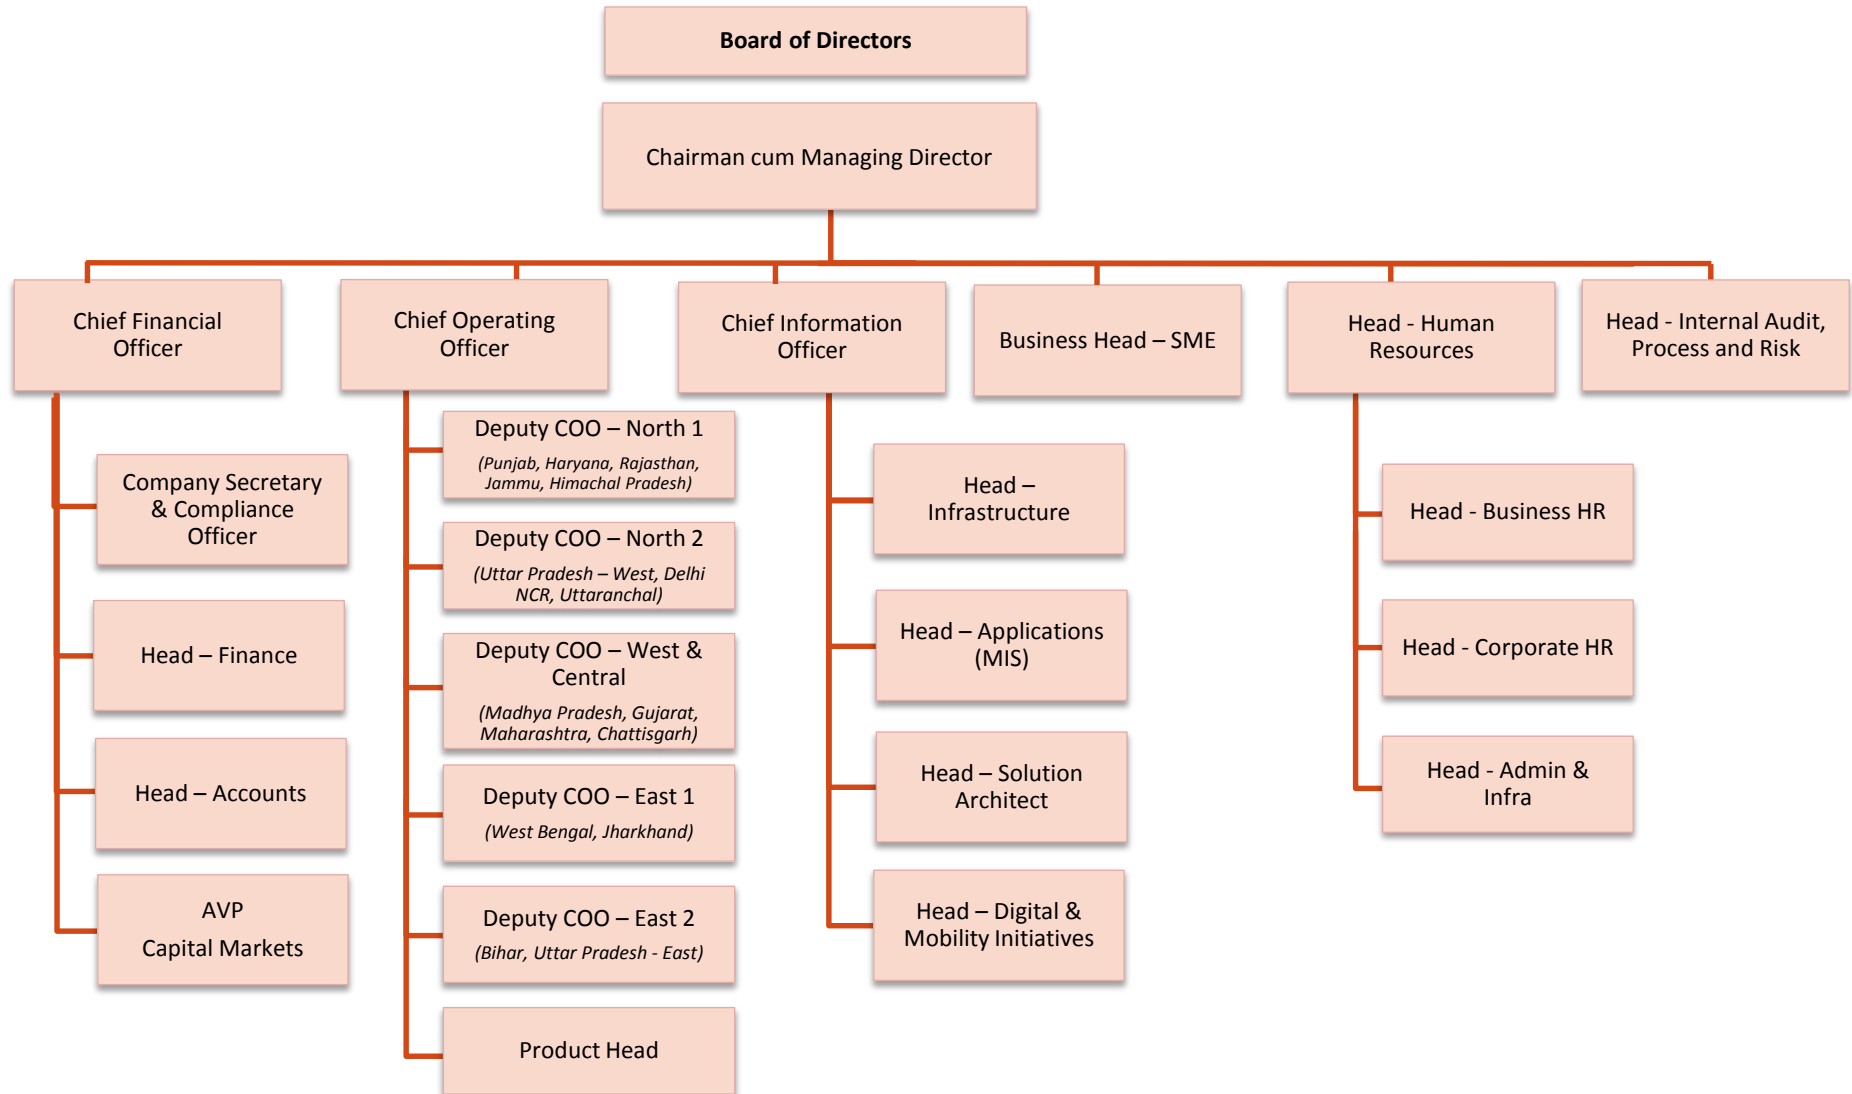 Board of Directors
Chairman cum Managing Director
Chief Financial
Officer
Chief Operating
Officer
Chief Information
Officer
Business Head – SME
Head - Human
Resources
Head - Internal Audit,
Process and Risk
Company Secretary
& Compliance
Officer
Head – Finance
Head – Accounts
AVP
Capital Markets
Deputy COO – North 1
(Punjab, Haryana, Rajasthan,
Jammu, Himachal Pradesh)
Deputy COO – North 2
(Uttar Pradesh – West, Delhi
NCR, Uttaranchal)
Deputy COO – West &
Central
(Madhya Pradesh, Gujarat,
Maharashtra, Chattisgarh)
Deputy COO – East 1
(West Bengal, Jharkhand)
Deputy COO – East 2
(Bihar, Uttar Pradesh - East)
Product Head
Head –
Infrastructure
Head – Applications
(MIS)
Head – Solution
Architect
Head – Digital &
Mobility Initiatives
Head - Business HR
Head - Corporate HR
Head - Admin &
Infra